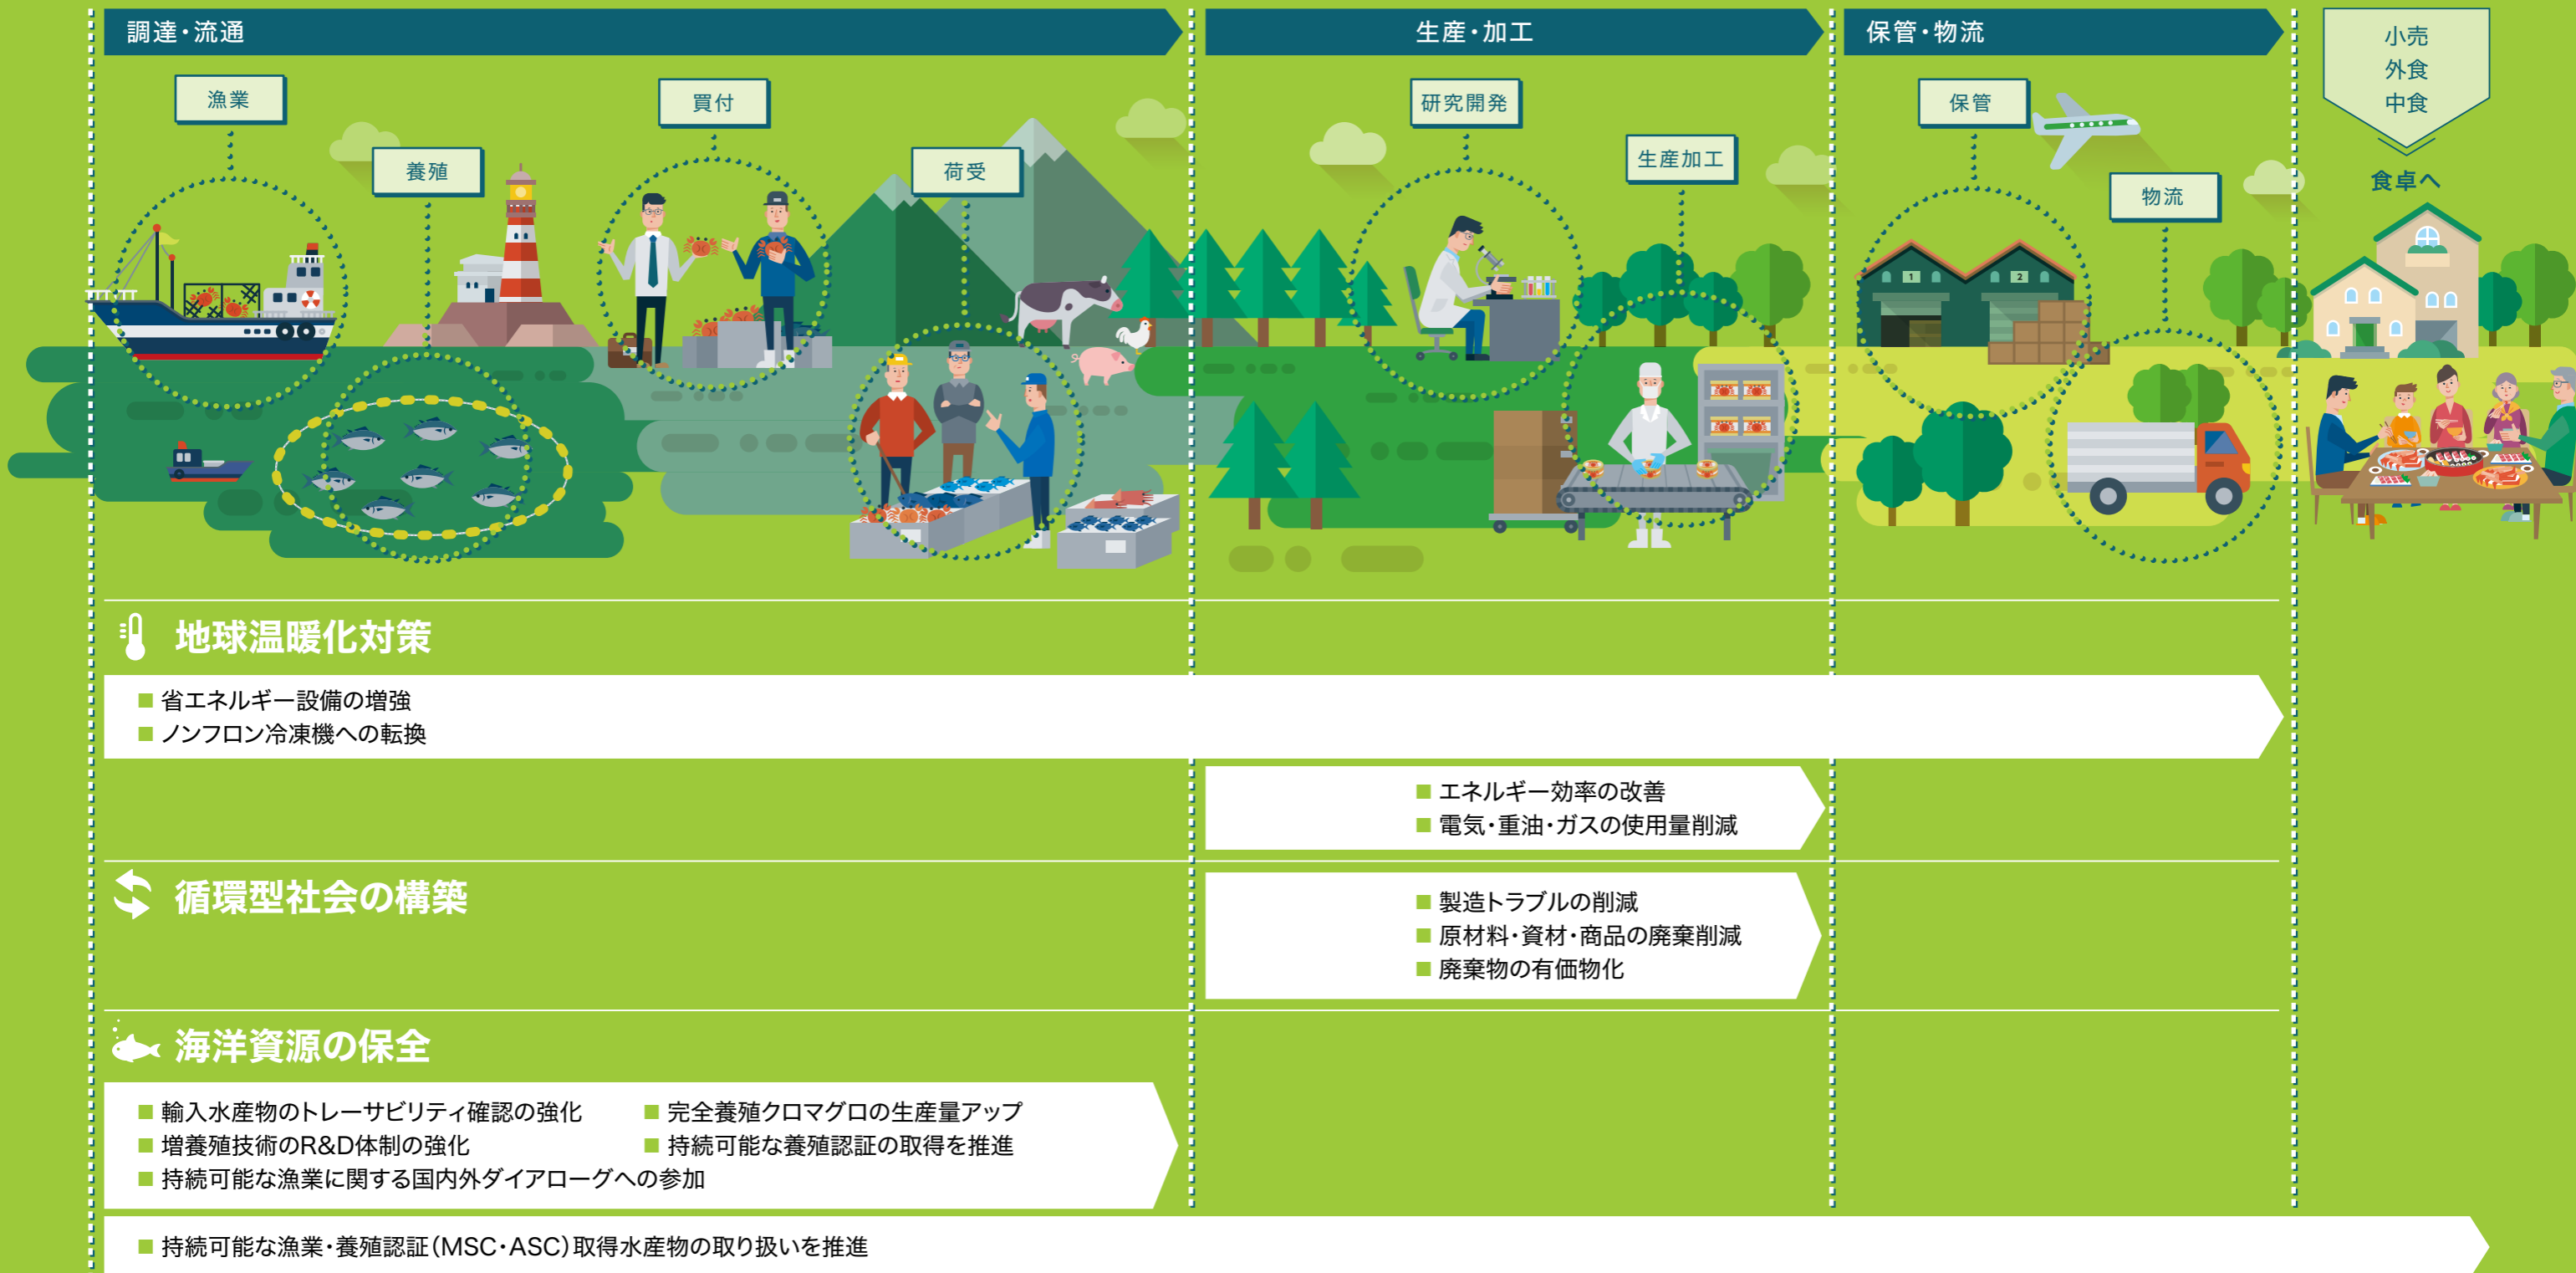 調達・流通
生産・加工
保管・物流
小売
外食
中食
食卓へ
漁業
養殖
買付
荷受
研究開発
生産加工
保管
物流
1
2
地球温暖化対策
■ 省エネルギー設備の増強
■ ノンフロン冷凍機への転換
■ エネルギー効率の改善
■ 電気・重油・ガスの使用量削減
循環型社会の構築
■ 製造トラブルの削減
■ 原材料・資材・商品の廃棄削減
■ 廃棄物の有価物化
海洋資源の保全
■ 輸入水産物のトレーサビリティ確認の強化
■ 増養殖技術のR&D体制の強化
■ 持続可能な漁業に関する国内外ダイアローグへの参加
■ 完全養殖クロマグロの生産量アップ
■ 持続可能な養殖認証の取得を推進
■ 持続可能な漁業・養殖認証（MSC・ASC）取得水産物の取り扱いを推進